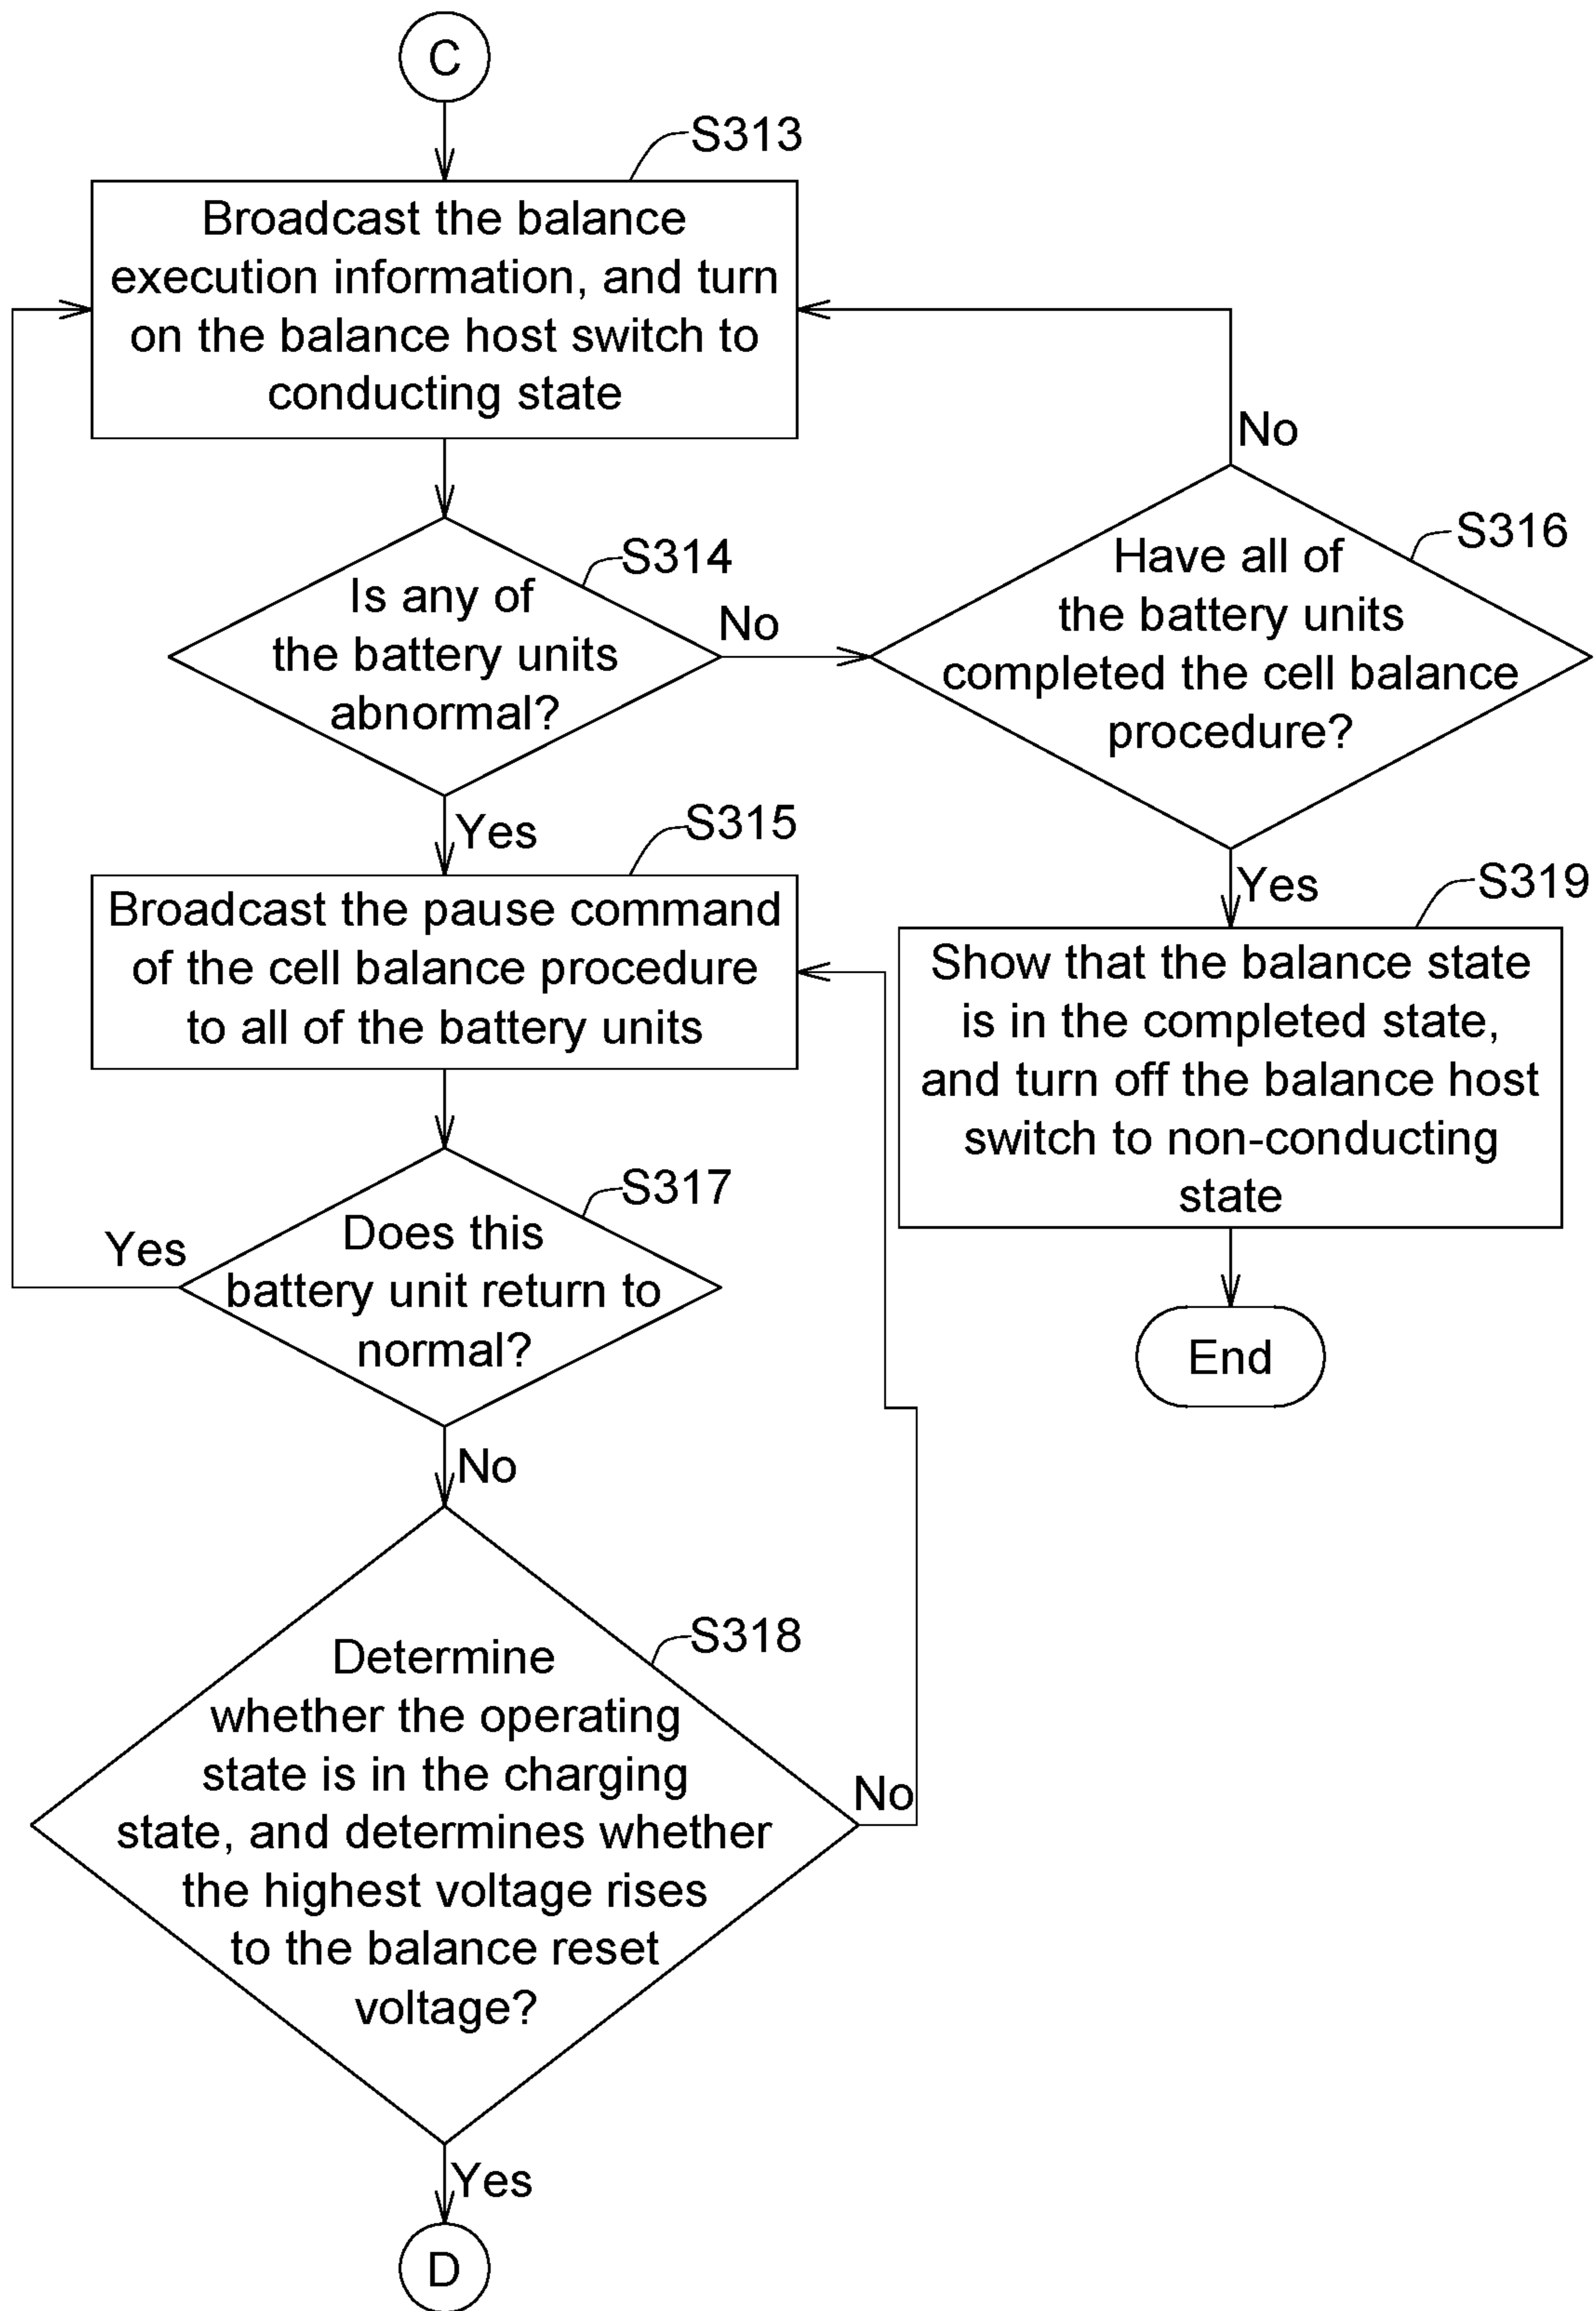 C
S313
Broadcast the balance
execution information, and turn
on the balance host switch to
conducting state
No
S314
Is any of
the battery units
abnormal?
No
S316
Have all of
the battery units
completed the cell balance
procedure?
Yes
S315
Broadcast the pause command
of the cell balance procedure
to all of the battery units
Yes
S319
Show that the balance state
is in the completed state,
and turn off the balance host
switch to non-conducting
state
End
S317
Does this
battery unit return to
normal?
Yes
No
S318
Determine
whether the operating
state is in the charging
state, and determines whether
the highest voltage rises
to the balance reset
voltage?
No
Yes
D